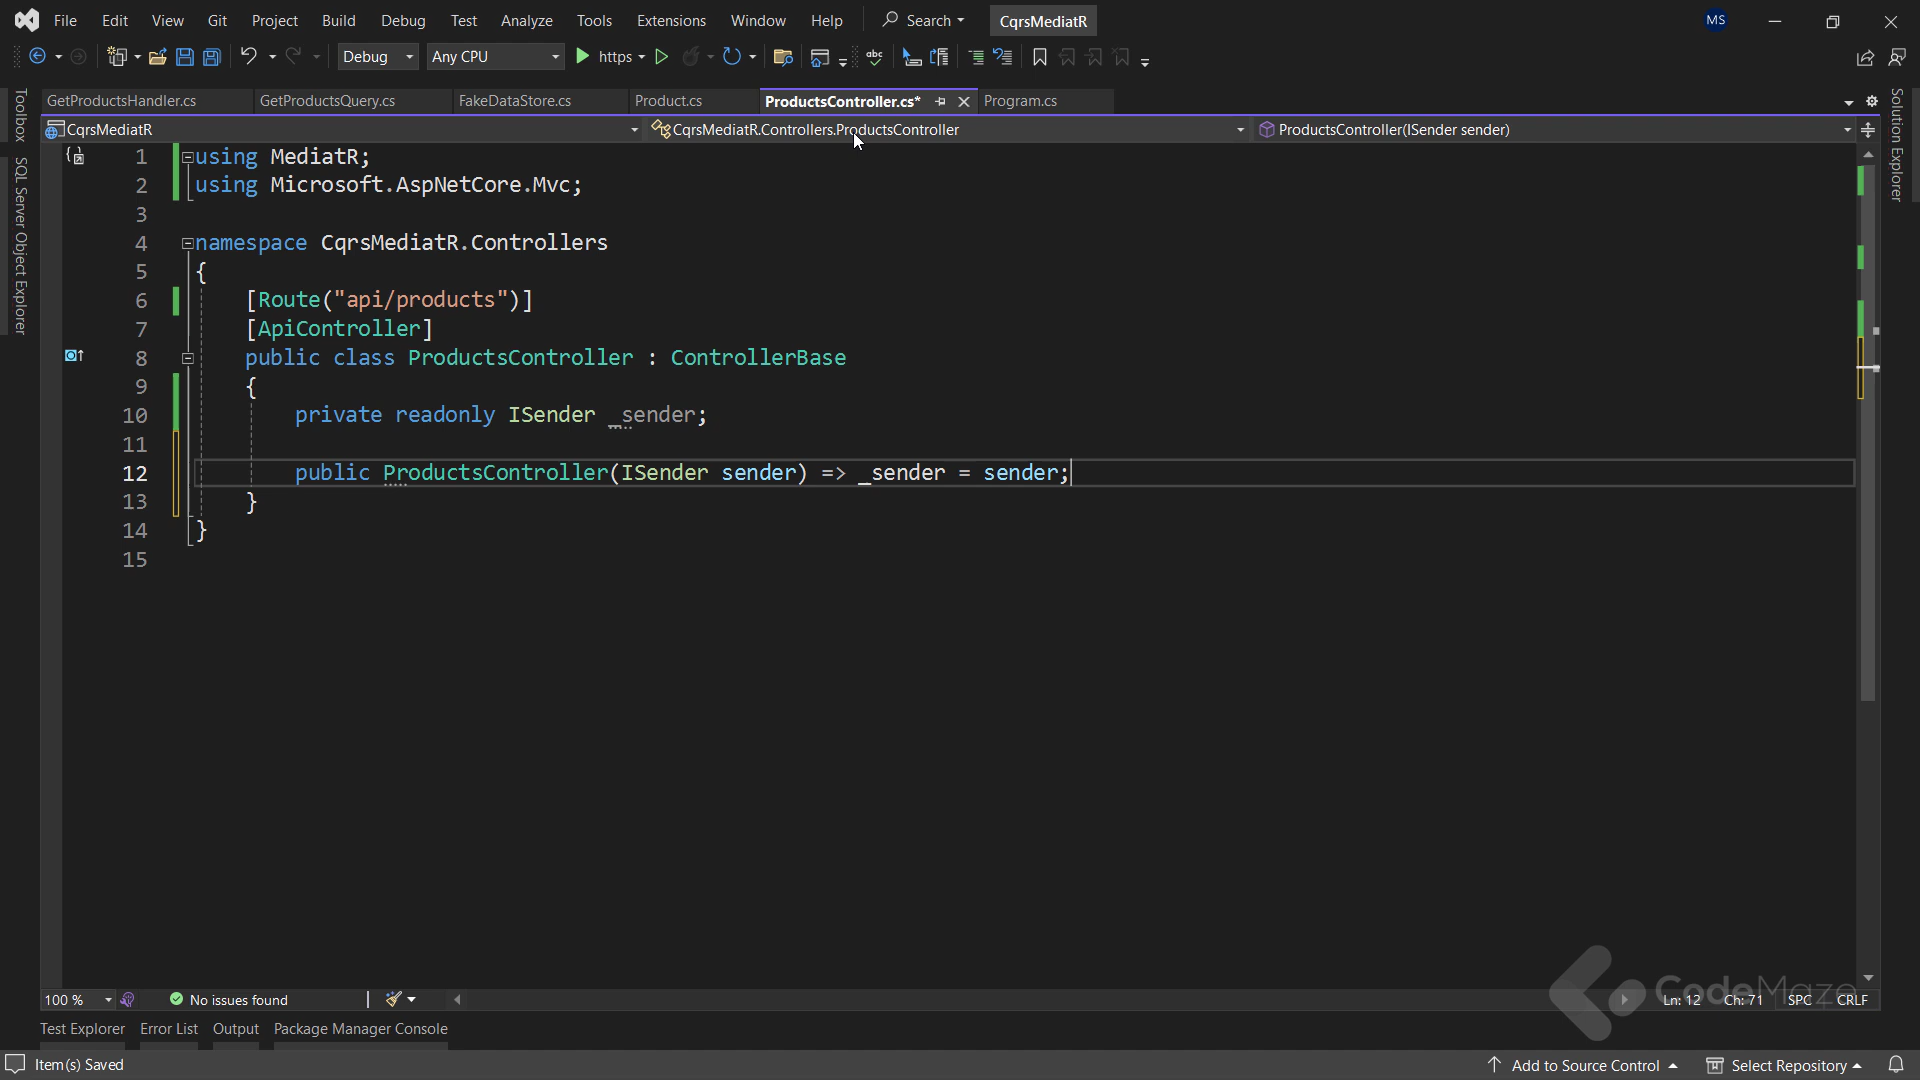 File Edit View Git Project Build Debug Test Analyze Tools Extensions Window Help Search CqrsMediatR MS
Debug Any CPU https abc
GetProductsHandler.cs GetProductsQuery.cs FakeDataStore.cs Product.cs ProductsController.cs* Program.cs
CqrsMediatR CqrsMediatR.Controllers.ProductsController ProductsController(ISender sender)
Toolbox
SQL Server Object Explorer
Solution Explorer
1 using MediatR;
2 using Microsoft.AspNetCore.Mvc;
3
4 namespace CqrsMediatR.Controllers
5 {
6 [Route("api/products")]
7 [ApiController]
8 public class ProductsController : ControllerBase
9 {
10 private readonly ISender _sender;
11
12 public ProductsController(ISender sender) => _sender = sender;
13 }
14 }
15
CodeMaze
100 % No issues found Ln: 12 Ch: 71 SPC CRLF
Test Explorer Error List Output Package Manager Console
Item(s) Saved Add to Source Control Select Repository